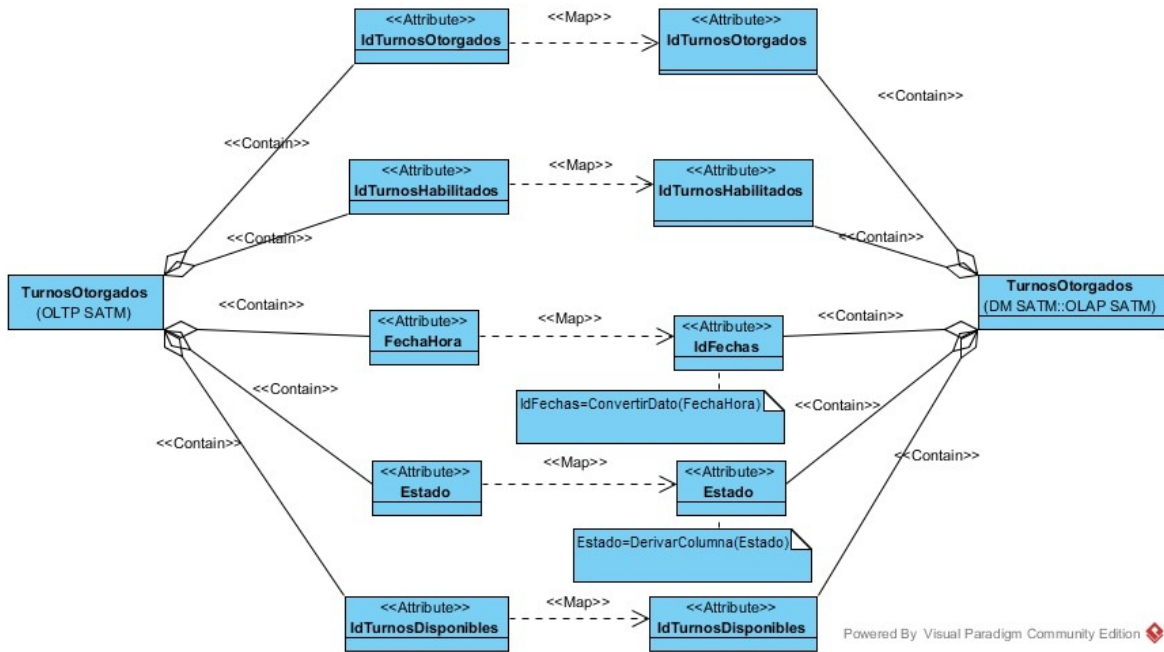 <<Attribute>>
IdTurnosOtorgados
<<Map>>
<<Attribute>>
IdTurnosOtorgados
<<Contain>>
<<Contain>>
<<Attribute>>
IdTurnosHabilitados
<<Map>>
<<Attribute>>
IdTurnosHabilitados
<<Contain>>
<<Contain>>
TurnosOtorgados
(OLTP SATM)
TurnosOtorgados
(DM SATM::OLAP SATM)
<<Contain>>
<<Attribute>>
FechaHora
<<Map>>
<<Attribute>>
IdFechas
<<Contain>>
IdFechas=ConvertirDato(FechaHora)
<<Contain>>
<<Contain>>
<<Contain>>
<<Contain>>
<<Attribute>>
Estado
<<Map>>
<<Attribute>>
Estado
Estado=DerivarColumna(Estado)
<<Attribute>>
IdTurnosDisponibles
<<Map>>
<<Attribute>>
IdTurnosDisponibles
Powered By Visual Paradigm Community Edition